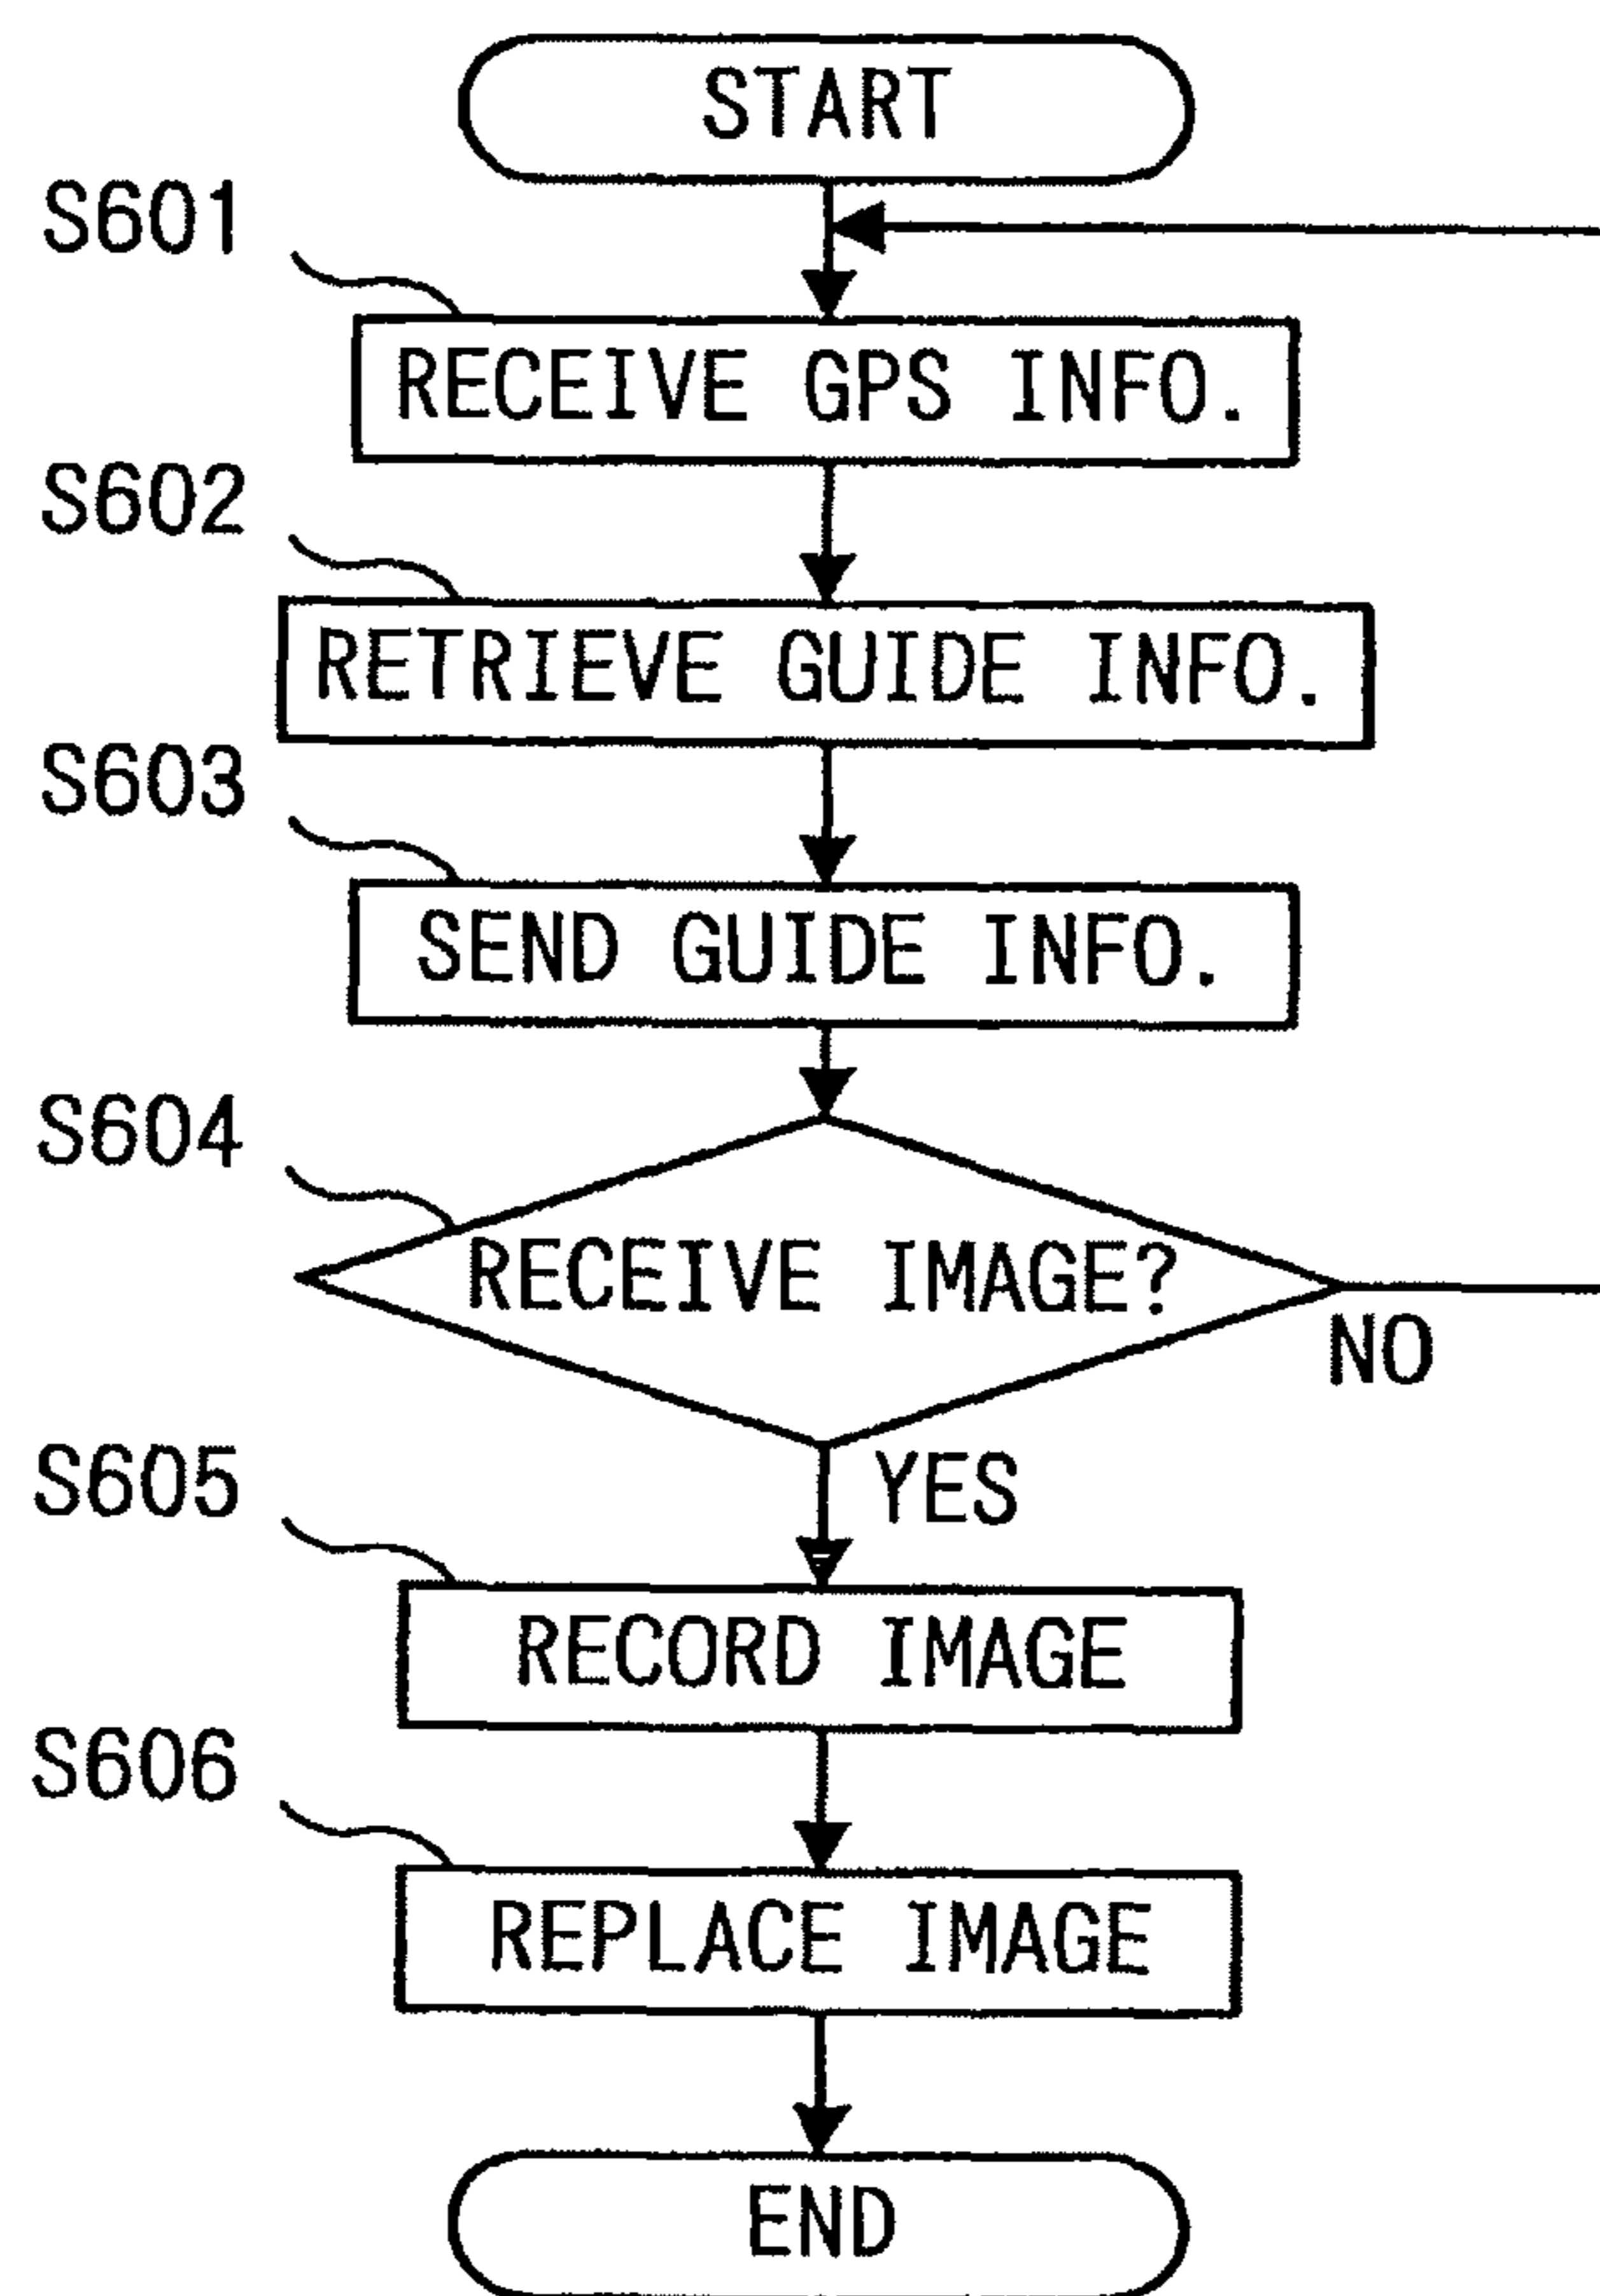 START
S601
RECEIVE GPS INFO.
S602
RETRIEVE GUIDE INFO.
S603
SEND GUIDE INFO.
S604
RECEIVE IMAGE?
NO
YES
S605
RECORD IMAGE
S606
REPLACE IMAGE
END